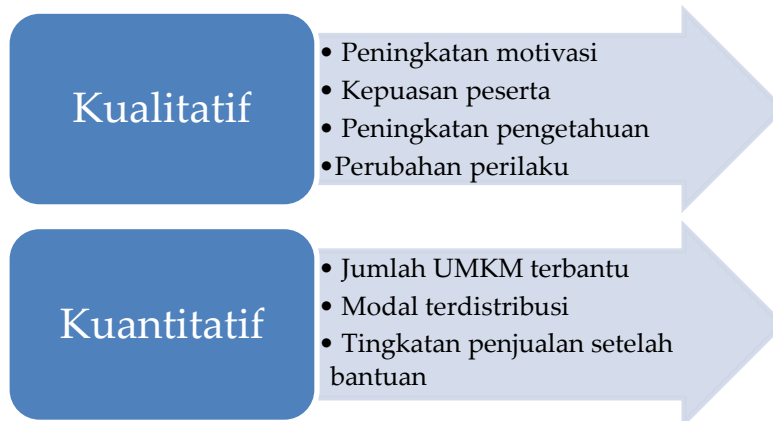 Kualitatif
• Peningkatan motivasi
• Kepuasan peserta
• Peningkatan pengetahuan
•Perubahan perilaku
Kuantitatif
• Jumlah UMKM terbantu
• Modal terdistribusi
• Tingkatan penjualan setelah
bantuan